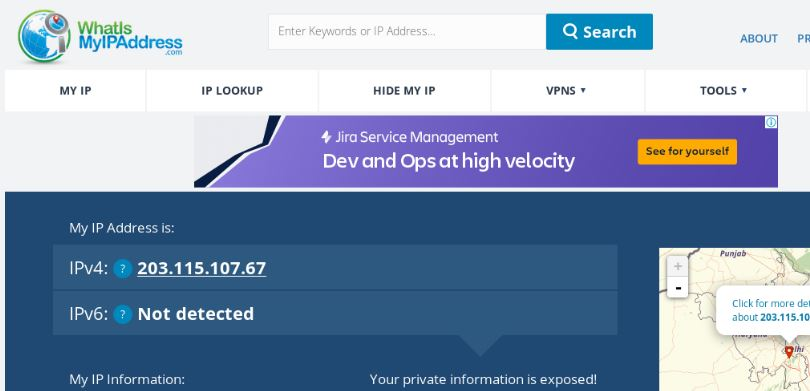 WhatIs
MyIPAddress
.com
Enter Keywords or IP Address...
Search
ABOUT
PR
MY IP
IP LOOKUP
HIDE MY IP
VPNS
TOOLS
Jira Service Management
Dev and Ops at high velocity
See for yourself
My IP Address is:
IPv4: ? 203.115.107.67
IPv6: ? Not detected
My IP Information:
Your private information is exposed!
+
-
Punjab
Click for more det
about 203.115.10
Haryana
lhi